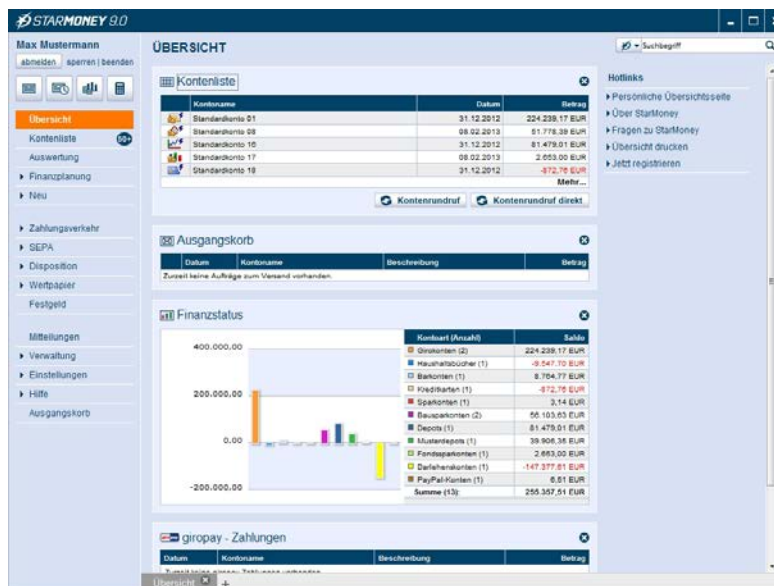 STARMONEY 9.0
Max Mustermann
abmelden sperren | beenden
Übersicht
Kontenliste 50+
Auswertung
Finanzplanung
Neu
Zahlungsverkehr
SEPA
Disposition
Wertpapier
Festgeld
Mitteilungen
Verwaltung
Einstellungen
Hilfe
Ausgangskorb
ÜBERSICHT
Kontenliste
Kontoname Datum Betrag
Standardkonto 01 31.12.2012 224.239,17 EUR
Standardkonto 08 08.02.2013 51.778,39 EUR
Standardkonto 16 31.12.2012 81.479,01 EUR
Standardkonto 17 08.02.2013 2.663,00 EUR
Standardkonto 18 31.12.2012 -872,76 EUR
Mehr...
Kontenrundruf Kontenrundruf direkt
Ausgangskorb
Datum Kontoname Beschreibung Betrag
Zurzeit keine Aufträge zum Versand vorhanden.
Finanzstatus
400.000,00
200.000,00
0,00
-200.000,00
Kontoart (Anzahl) Saldo
Girokonten (2) 224.239,17 EUR
Haushaltsbücher (1) -9.547,70 EUR
Barkonten (1) 8.764,77 EUR
Kreditkarten (1) -872,76 EUR
Sparkonten (1) 3,14 EUR
Bausparkonten (2) EUR
Depots (1) 81.479,01 EUR
Musterdepots (1) 39.906,35 EUR
Fondssparkonten (1) 2.663,00 EUR
Darlehenskonten (1) -147.377,61 EUR
PayPal-Konten (1) EUR
Summe (13): 255.357,51 EUR
giropay - Zahlungen
Datum Kontoname Beschreibung Betrag
Zurzeit keine giropay Zahlungen vorhanden.
Übersicht
Suchbegriff
Hotlinks
Persönliche Übersichtsseite
Über StarMoney
Fragen zu StarMoney
Übersicht drucken
Jetzt registrieren